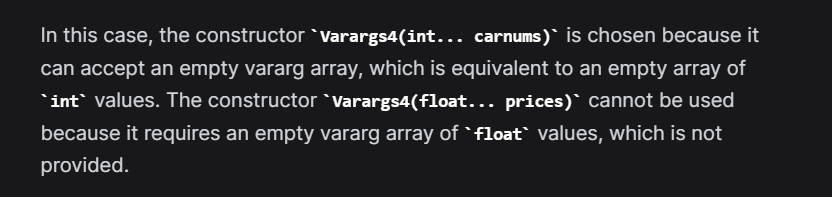 In this case, the constructor `Varargs4(int... carnums)` is chosen because it
can accept an empty vararg array, which is equivalent to an empty array of
`int` values. The constructor `Varargs4(float... prices)` cannot be used
because it requires an empty vararg array of `float` values, which is not
provided.